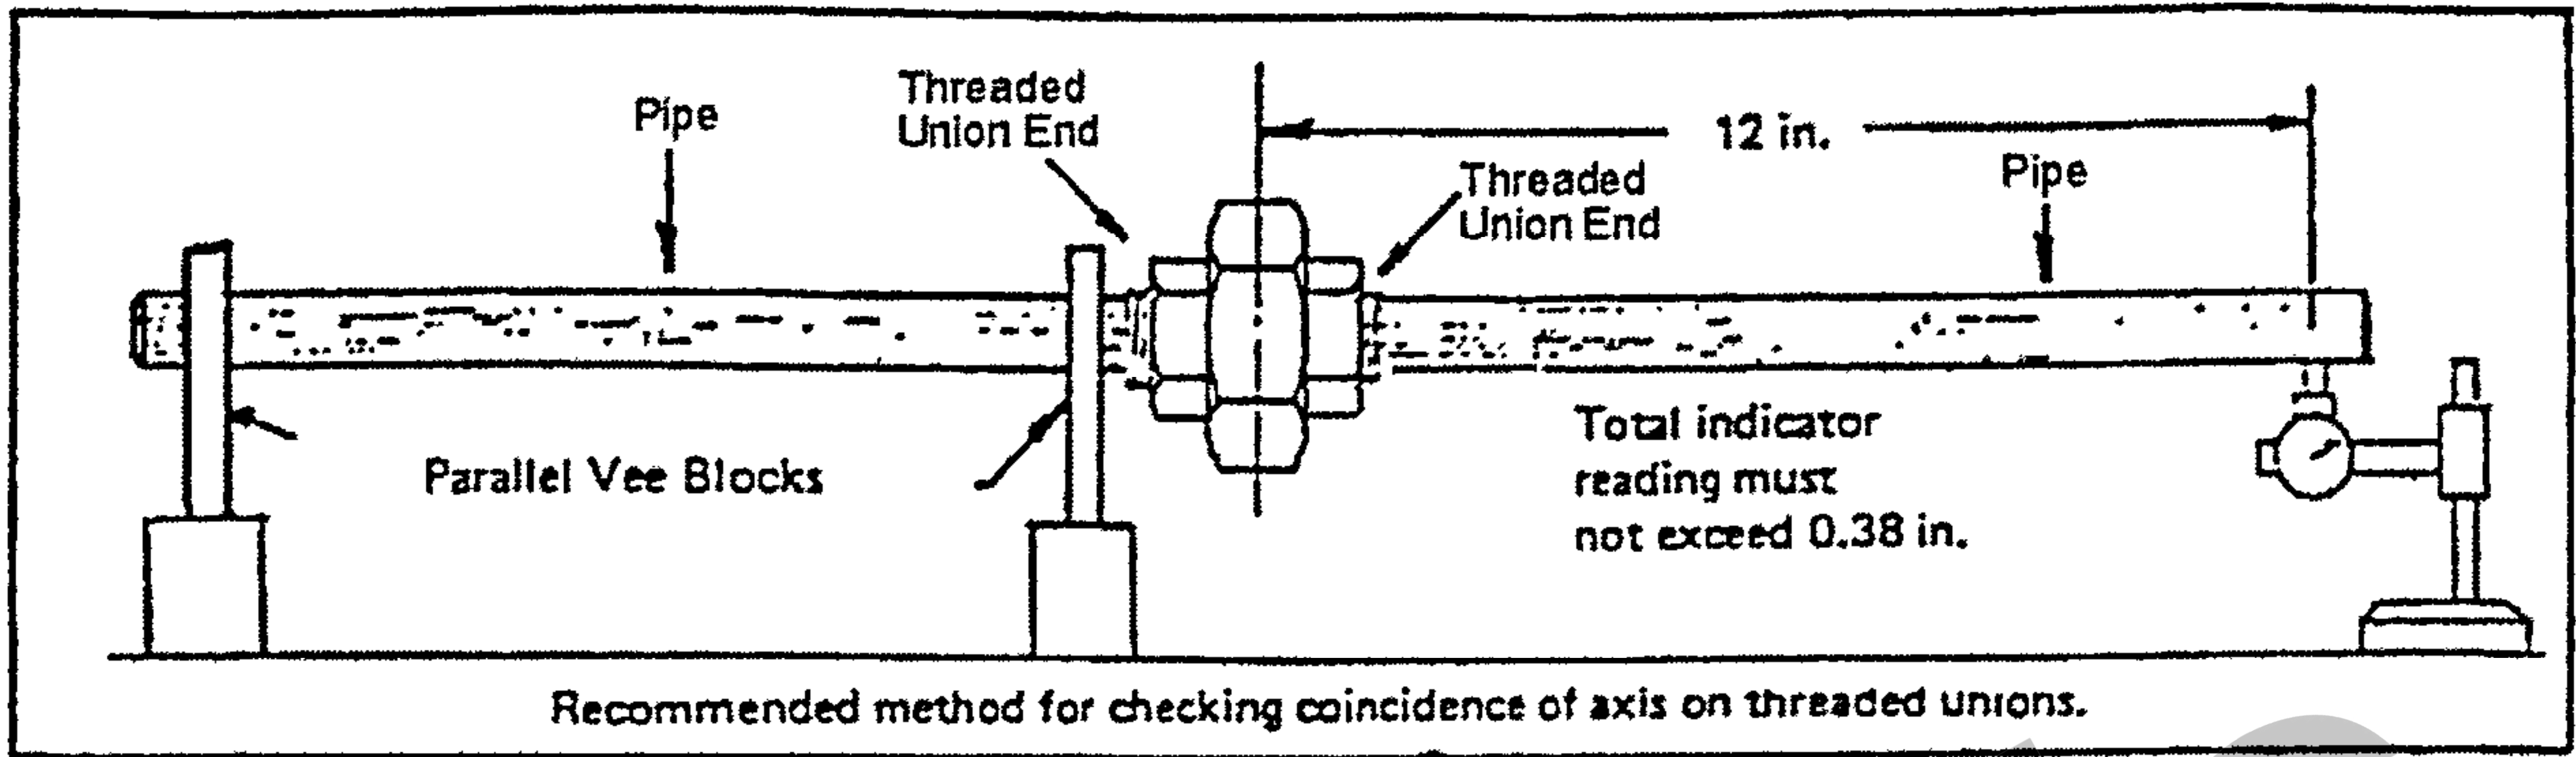 Pipe
Threaded
Union End
12 in.
Threaded
Union End
Pipe
Parallel Vee Blocks
Total indicator
reading must
not exceed 0.38 in.
Recommended method for checking coincidence of axis on threaded unions.